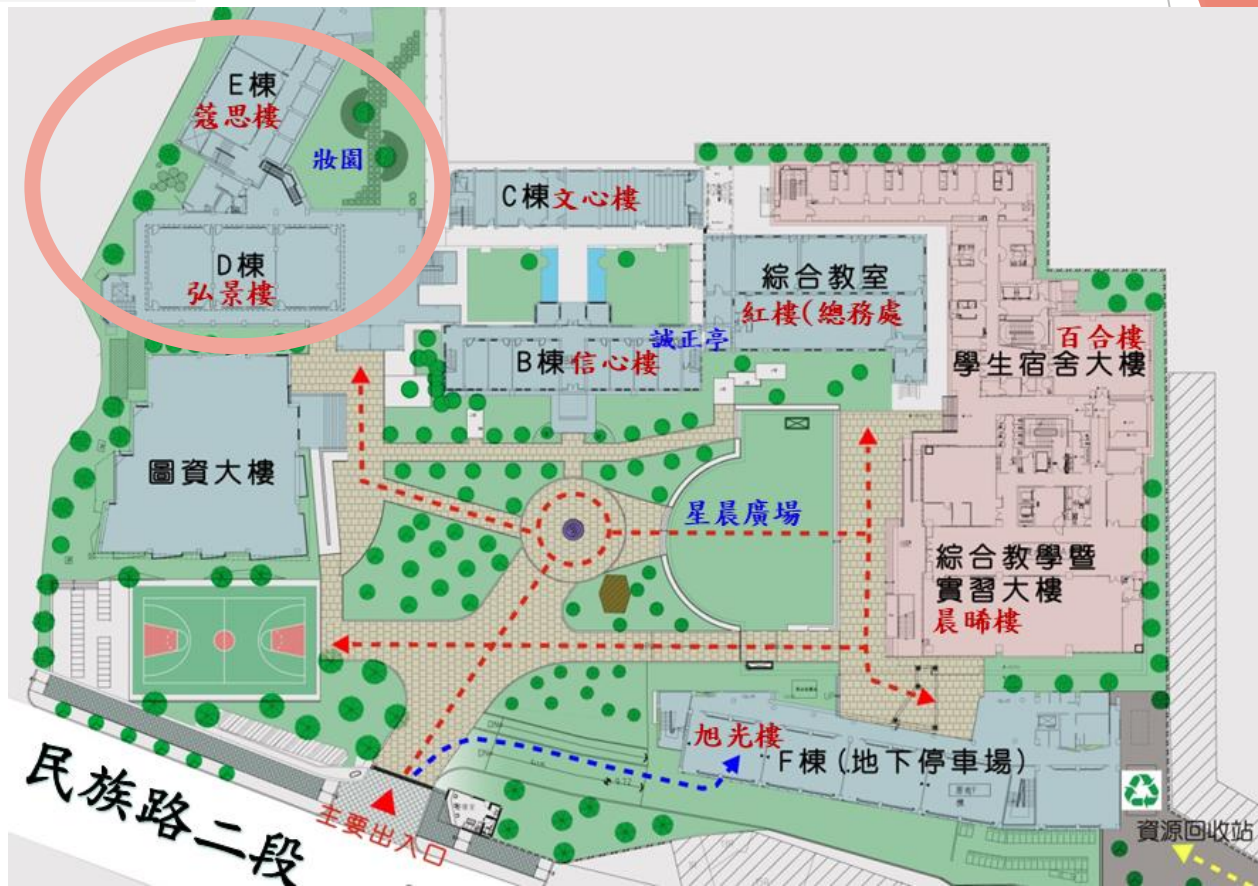 E棟
蔻思樓
妝園
C棟 文心樓
D棟
弘景樓
綜合教室
紅樓(總務處
誠正亭
B棟 信心樓
百合樓
學生宿舍大樓
圖資大樓
星晨廣場
綜合教學暨
實習大樓
晨晞樓
旭光樓
F棟(地下停車場)
民族路二段
主要出入口
資源回收站